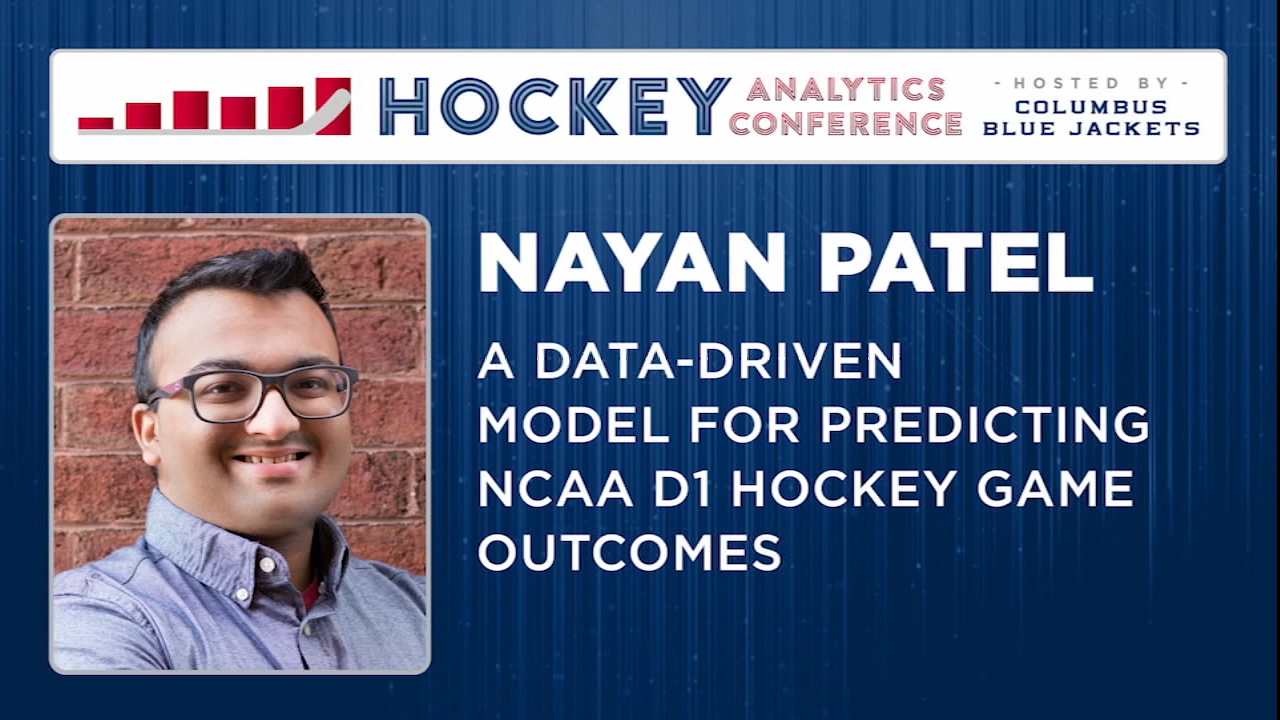 HOCKEY
ANALYTICS
CONFERENCE
- HOSTED BY -
COLUMBUS
BLUE JACKETS
NAYAN PATEL
A DATA-DRIVEN
MODEL FOR PREDICTING
NCAA D1 HOCKEY GAME
OUTCOMES